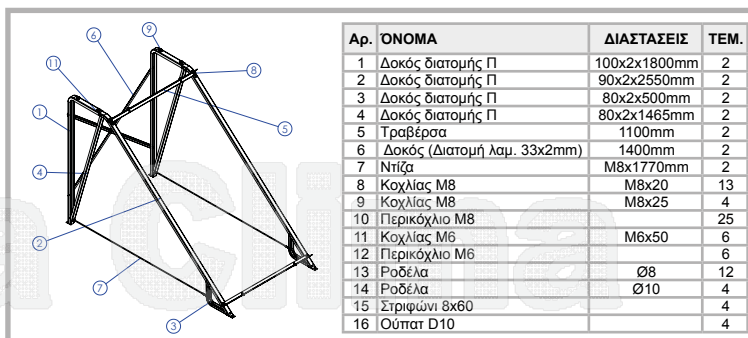 9
6
8
11
1
5
4
2
7
3
Αρ. ΌΝΟΜΑ ΔΙΑΣΤΑΣΕΙΣ ΤΕΜ.
1 Δοκός διατομής Π 100x2x1800mm 2
2 Δοκός διατομής Π 90x2x2550mm 2
3 Δοκός διατομής Π 80x2x500mm 2
4 Δοκός διατομής Π 80x2x1465mm 2
5 Τραβέρσα 1100mm 2
6 Δοκός (Διατομή λαμ. 33x2mm) 1400mm 2
7 Ντίζα M8x1770mm 2
8 Κοχλίας M8 M8x20 13
9 Κοχλίας M8 M8x25 4
10 Περικόχλιο M8 25
11 Κοχλίας M6 M6x50 6
12 Περικόχλιο M6 6
13 Ροδέλα Ø8 12
14 Ροδέλα Ø10 4
15 Στριφώνι 8x60 4
16 Ούπατ D10 4